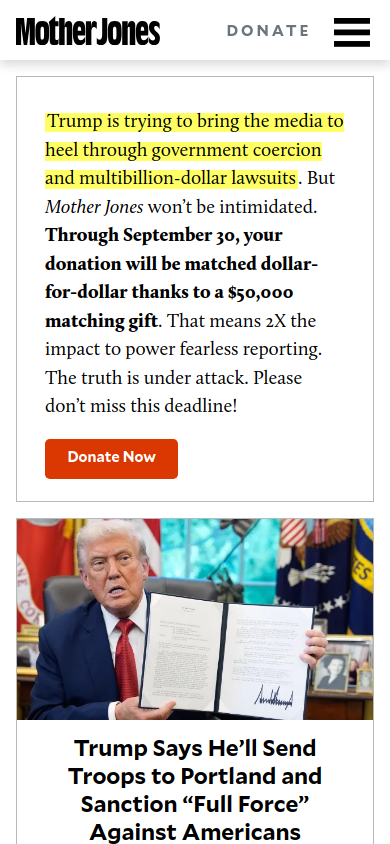 Mother Jones
DONATE
Trump is trying to bring the media to
heel through government coercion
and multibillion-dollar lawsuits. But
Mother Jones won’t be intimidated.
Through September 30, your
donation will be matched dollar-
for-dollar thanks to a $50,000
matching gift. That means 2X the
impact to power fearless reporting.
The truth is under attack. Please
don’t miss this deadline!
Donate Now
Trump Says He’ll Send
Troops to Portland and
Sanction “Full Force”
Against Americans